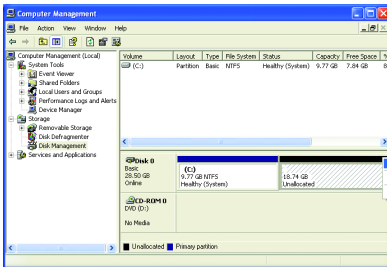 Computer Management
File Action View Window Help
Computer Management (Local)
System Tools
Event Viewer
Shared Folders
Local Users and Groups
Performance Logs and Alerts
Device Manager
Storage
Removable Storage
Disk Defragmenter
Disk Management
Services and Applications
Volume Layout Type File System Status Capacity Free Space %
(C:) Partition Basic NTFS Healthy (System) 9.77 GB 7.84 GB 8
Disk 0
Basic
28.50 GB
Online
(C:)
9.77 GB NTFS
Healthy (System)
18.74 GB
Unallocated
CD-ROM 0
DVD (D:)
No Media
Unallocated Primary partition